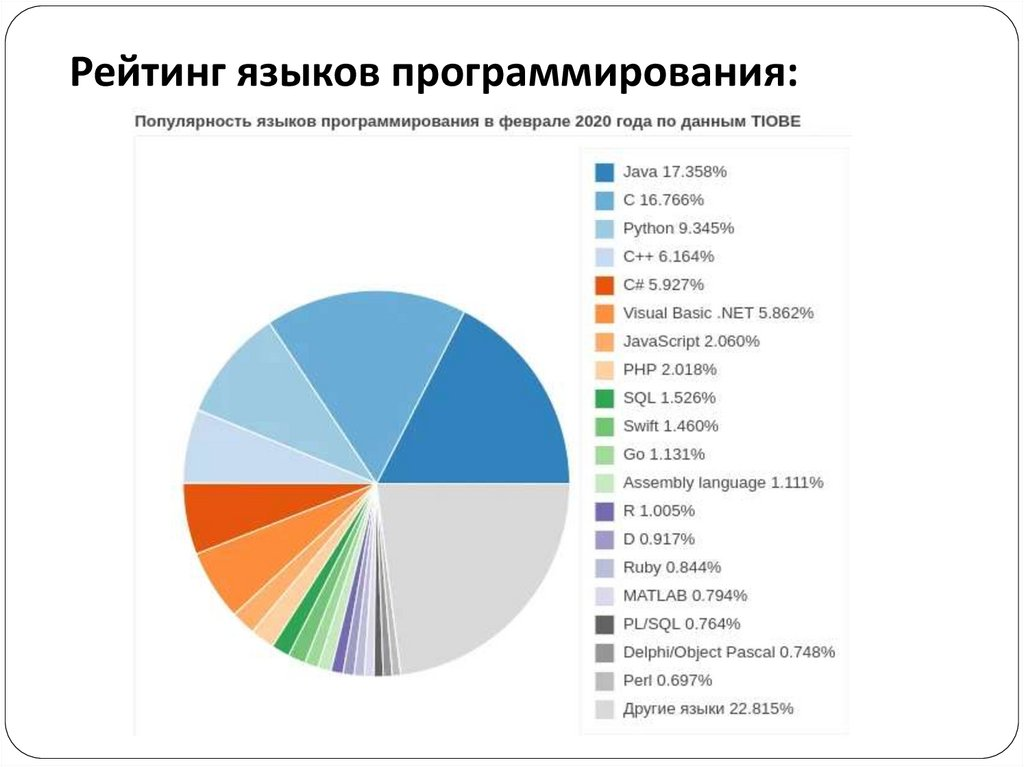 Рейтинг языков программирования:
Популярность языков программирования в феврале 2020 года по данным TIOBE
Java 17.358%
C 16.766%
Python 9.345%
C++ 6.164%
C# 5.927%
Visual Basic .NET 5.862%
JavaScript 2.060%
PHP 2.018%
SQL 1.526%
Swift 1.460%
Go 1.131%
Assembly language 1.111%
R 1.005%
D 0.917%
Ruby 0.844%
MATLAB 0.794%
PL/SQL 0.764%
Delphi/Object Pascal 0.748%
Perl 0.697%
Другие языки 22.815%